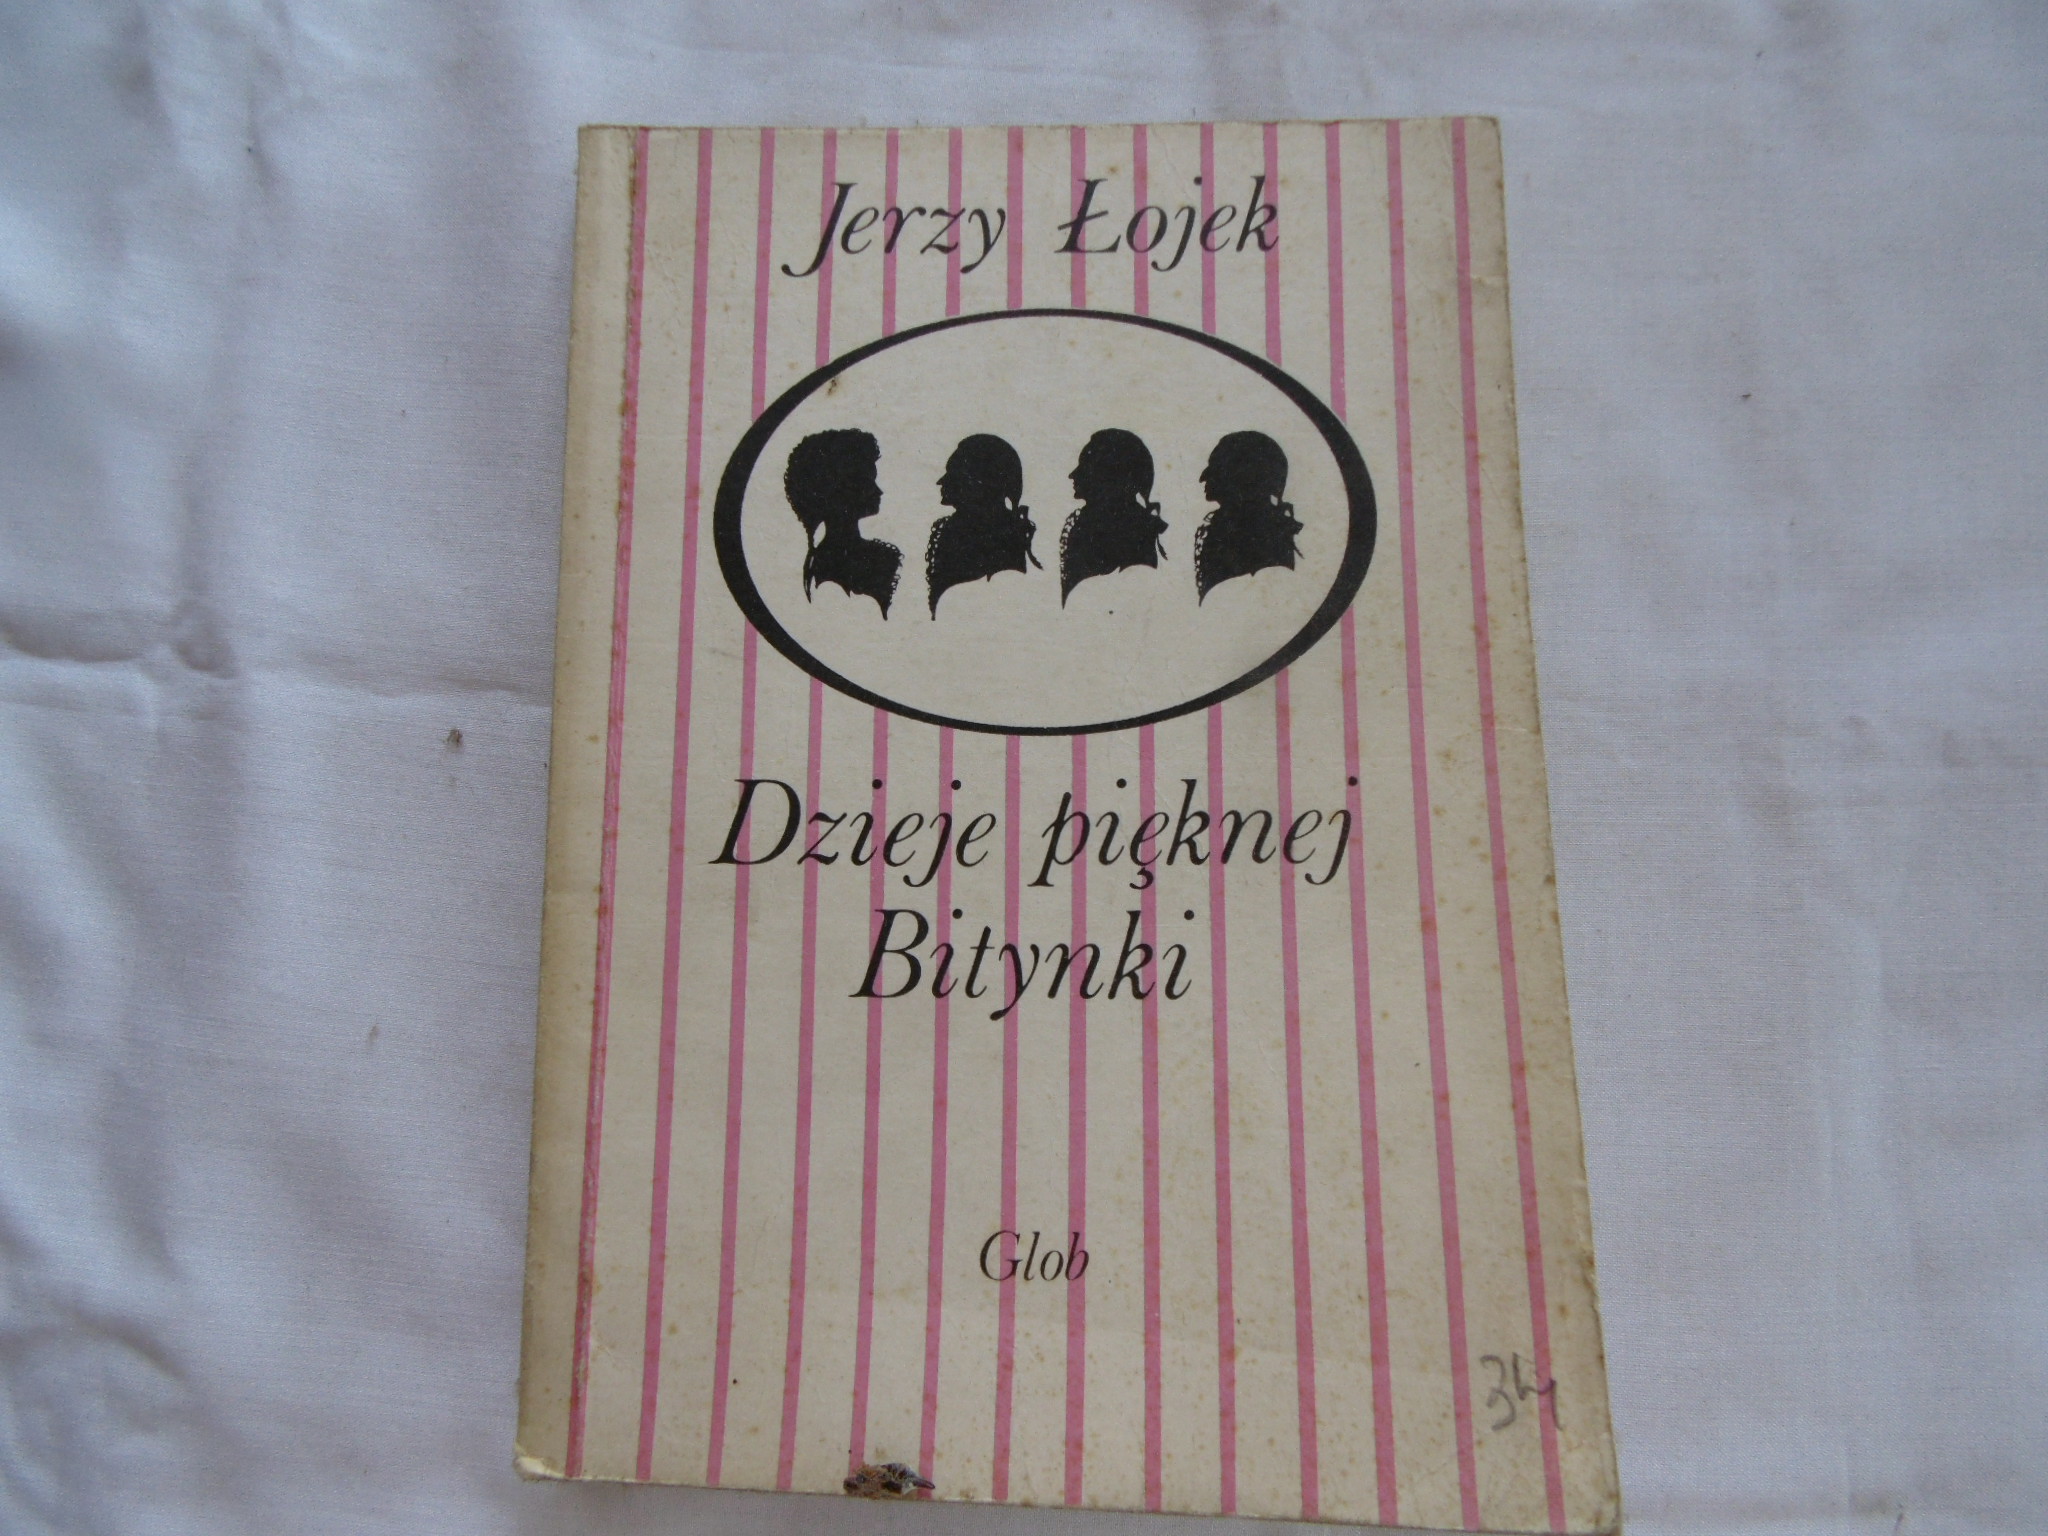 Jerzy Łojek
Dzieje pięknej
Bitynki
Glob